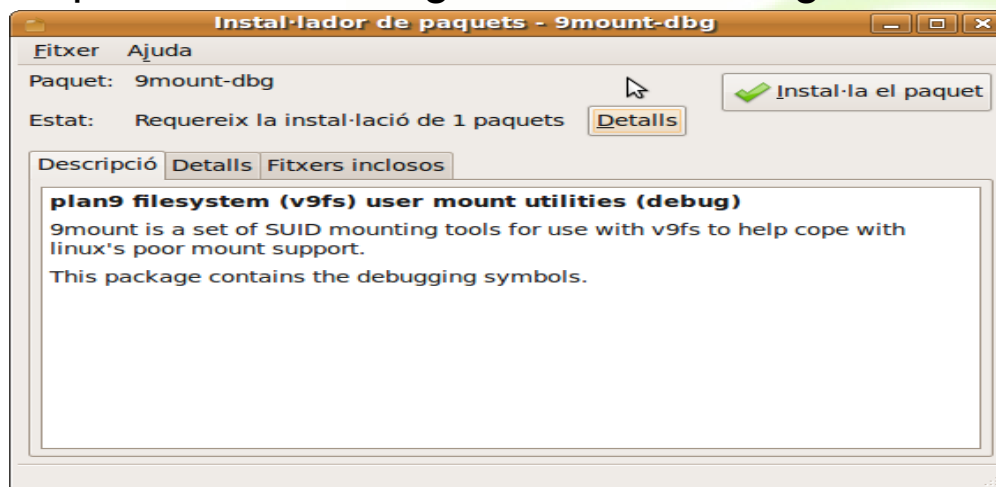 Instal·lador de paquets - 9mount-dbg
Fitxer Ajuda
Paquet: 9mount-dbg
Instal·la el paquet
Estat: Requereix la instal·lació de 1 paquets Detalls
Descripció Detalls Fitxers inclosos
plan9 filesystem (v9fs) user mount utilities (debug)
9mount is a set of SUID mounting tools for use with v9fs to help cope with
linux's poor mount support.
This package contains the debugging symbols.